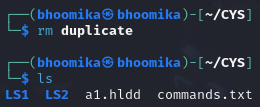 ┌──(bhoomika㉿bhoomika)-[~/CYS]
└─$ rm duplicate
┌──(bhoomika㉿bhoomika)-[~/CYS]
└─$ ls
LS1 LS2 a1.hldd commands.txt